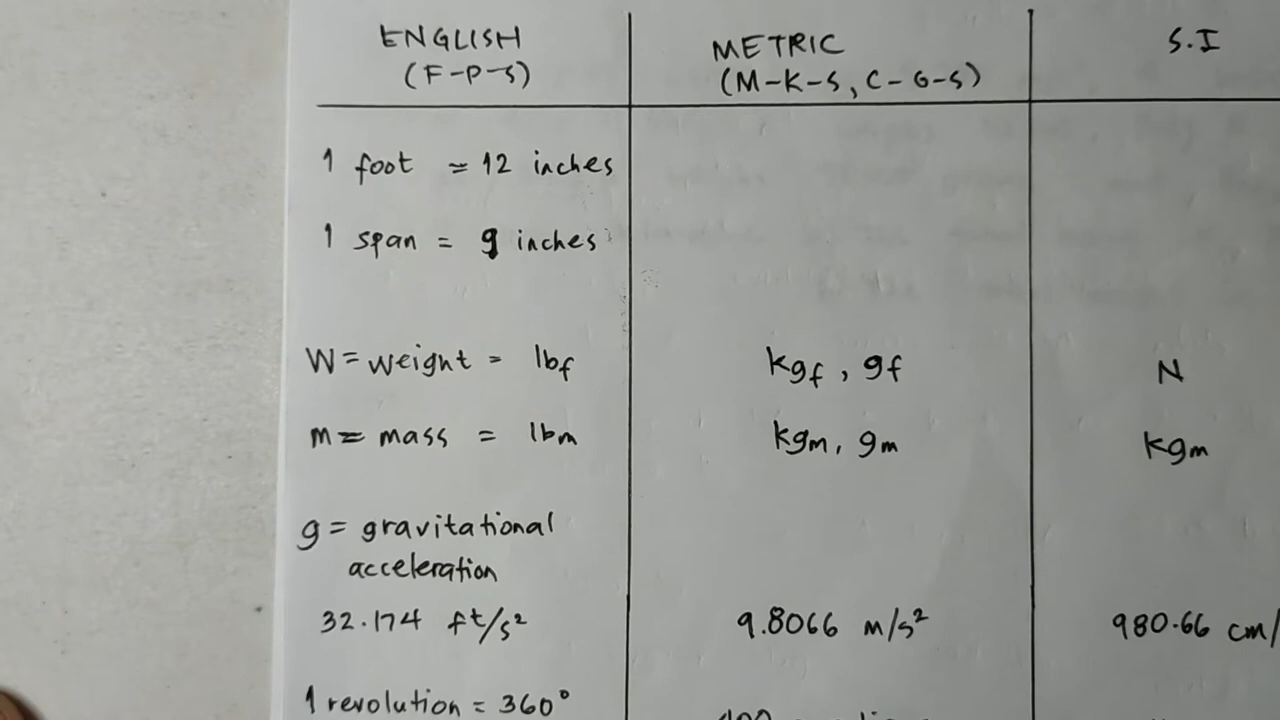 ENGLISH
(F-P-S)
METRIC
(M-K-S, C-G-S)
S.I
1 foot = 12 inches
1 span = 9 inches
W = weight = lbf
kgf, gf
N
m = mass = lbm
kgm, gm
kgm
g = gravitational
acceleration
32.174 ft/s²
9.8066 m/s²
980.66 cm/
1 revolution = 360°
400